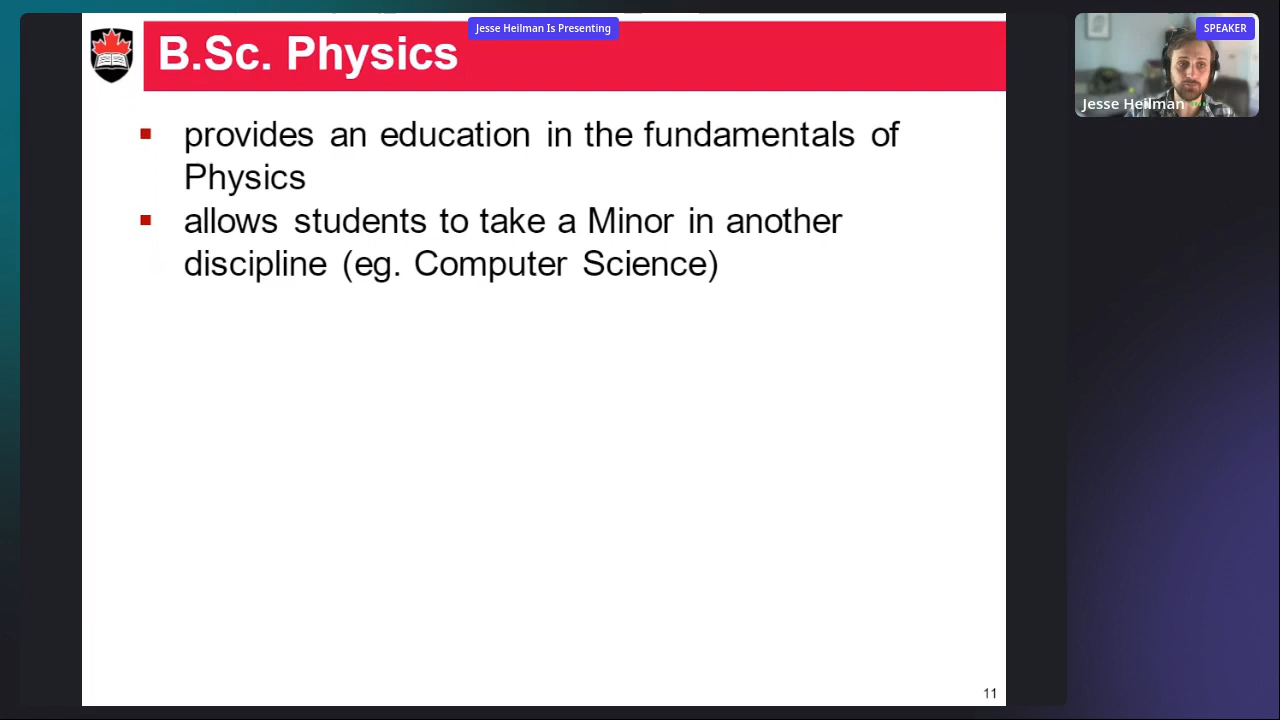 Jesse Heilman Is Presenting
SPEAKER
B.Sc. Physics
Jesse Heilman
▪ provides an education in the fundamentals of
Physics
▪ allows students to take a Minor in another
discipline (eg. Computer Science)
11